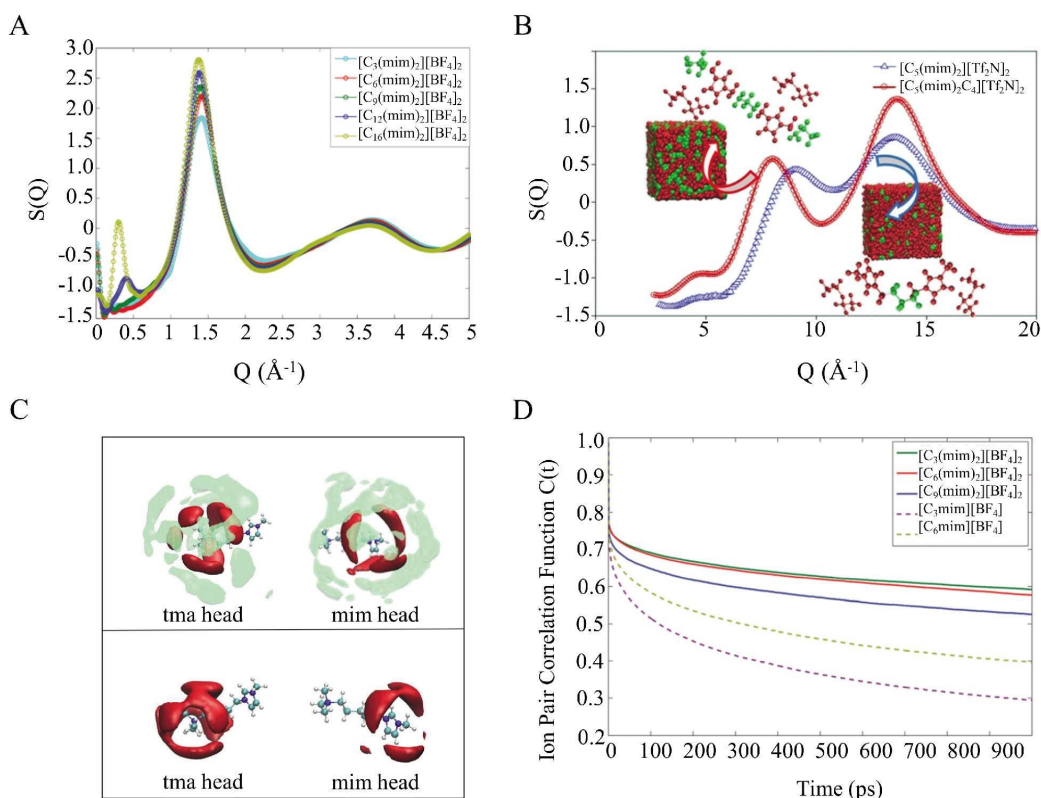 A
3.0
2.5
2.0
1.5
1.0
0.5
0
-0.5
-1.0
-1.5
S(Q)
[C₃(mim)₂][BF₄]₂
[C₆(mim)₂][BF₄]₂
[C₉(mim)₂][BF₄]₂
[C₁₂(mim)₂][BF₄]₂
[C₁₆(mim)₂][BF₄]₂
0 0.5 1 1.5 2 2.5 3 3.5 4 4.5 5
Q (Å⁻¹)
B
1.5
1.0
0.5
0
-0.5
-1.0
-1.5
S(Q)
[C₅(mim)₂][Tf₂N]₂
[C₅(mim)₂C₄][Tf₂N]₂
0 5 10 15 20
Q (Å⁻¹)
C
tma head mim head
tma head mim head
D
1.0
0.9
0.8
0.7
0.6
0.5
0.4
0.3
0.2
Ion Pair Correlation Function C(t)
[C₃(mim)₂][BF₄]₂
[C₆(mim)₂][BF₄]₂
[C₉(mim)₂][BF₄]₂
[C₃mim][BF₄]
[C₆mim][BF₄]
0 100 200 300 400 500 600 700 800 900
Time (ps)